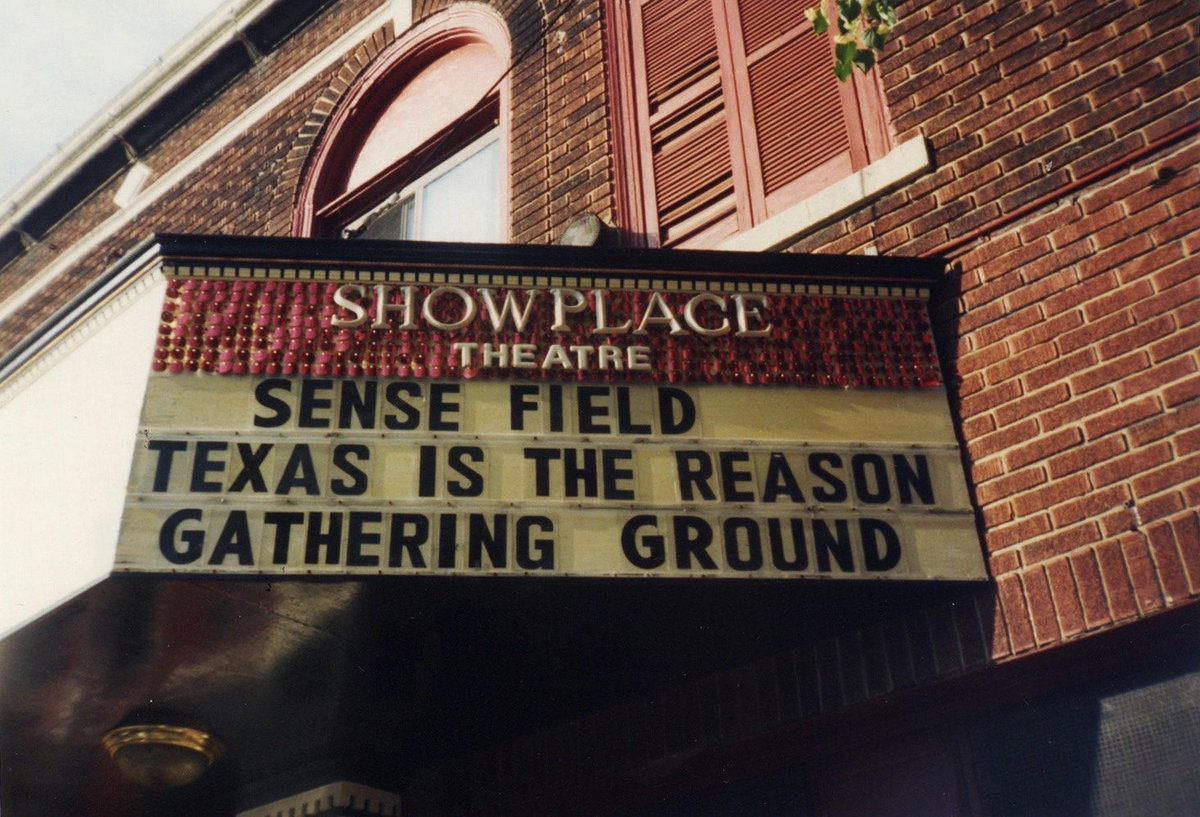 SHOWPLACE
THEATRE
SENSE FIELD
TEXAS IS THE REASON
GATHERING GROUND